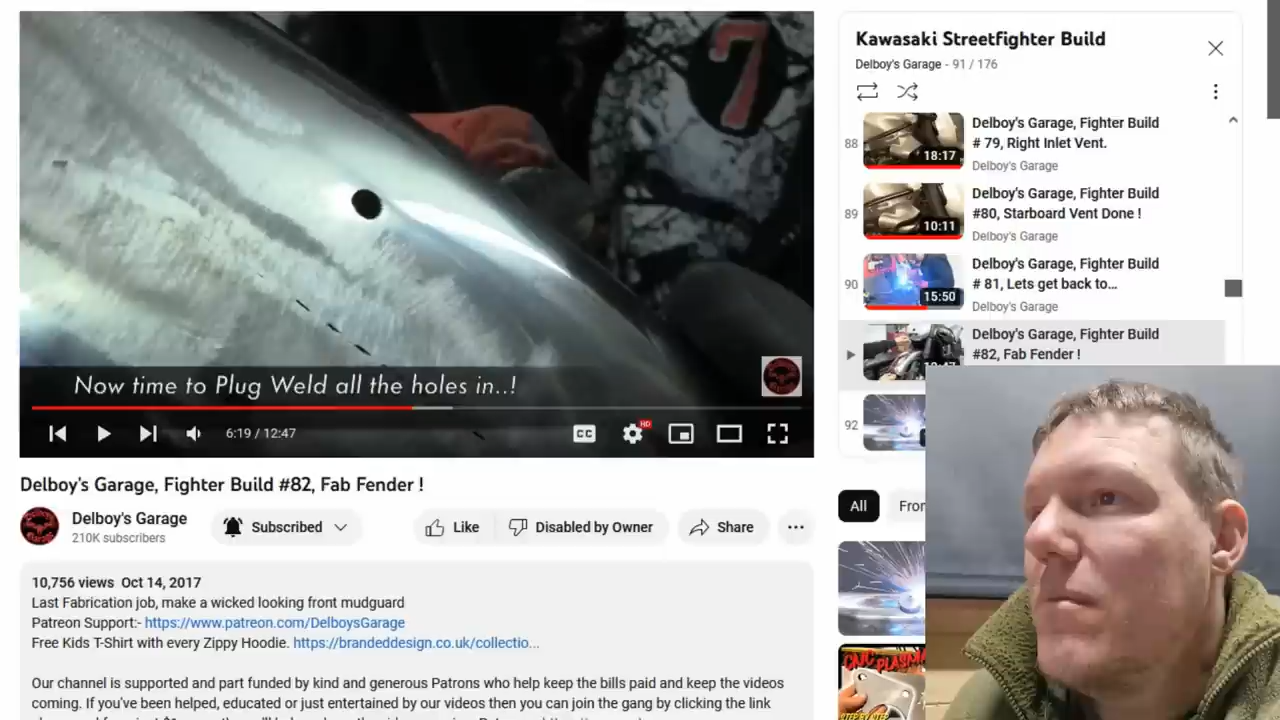 7
Now time to Plug Weld all the holes in..!
6:19 / 12:47
CC
HD
Delboy's Garage, Fighter Build #82, Fab Fender !
Delboy's Garage
210K subscribers
Subscribed
Like
Disabled by Owner
Share
10,756 views Oct 14, 2017
Last Fabrication job, make a wicked looking front mudguard
Patreon Support:- https://www.patreon.com/DelboysGarage
Free Kids T-Shirt with every Zippy Hoodie. https://brandeddesign.co.uk/collectio...
Our channel is supported and part funded by kind and generous Patrons who help keep the bills paid and keep the videos
coming. If you've been helped, educated or just entertained by our videos then you can join the gang by clicking the link
Kawasaki Streetfighter Build
Delboy's Garage - 91 / 176
88
18:17
Delboy's Garage, Fighter Build
# 79, Right Inlet Vent.
Delboy's Garage
89
10:11
Delboy's Garage, Fighter Build
#80, Starboard Vent Done !
Delboy's Garage
90
15:50
Delboy's Garage, Fighter Build
# 81, Lets get back to...
Delboy's Garage
Delboy's Garage, Fighter Build
#82, Fab Fender !
92
All
Fro
CNC PLASMA
STEP BY STEP